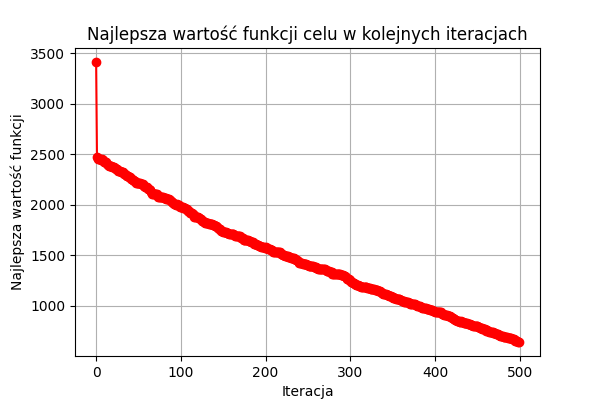 Najlepsza wartość funkcji celu w kolejnych iteracjach
3500
3000
2500
2000
1500
1000
Najlepsza wartość funkcji
0 100 200 300 400 500
Iteracja